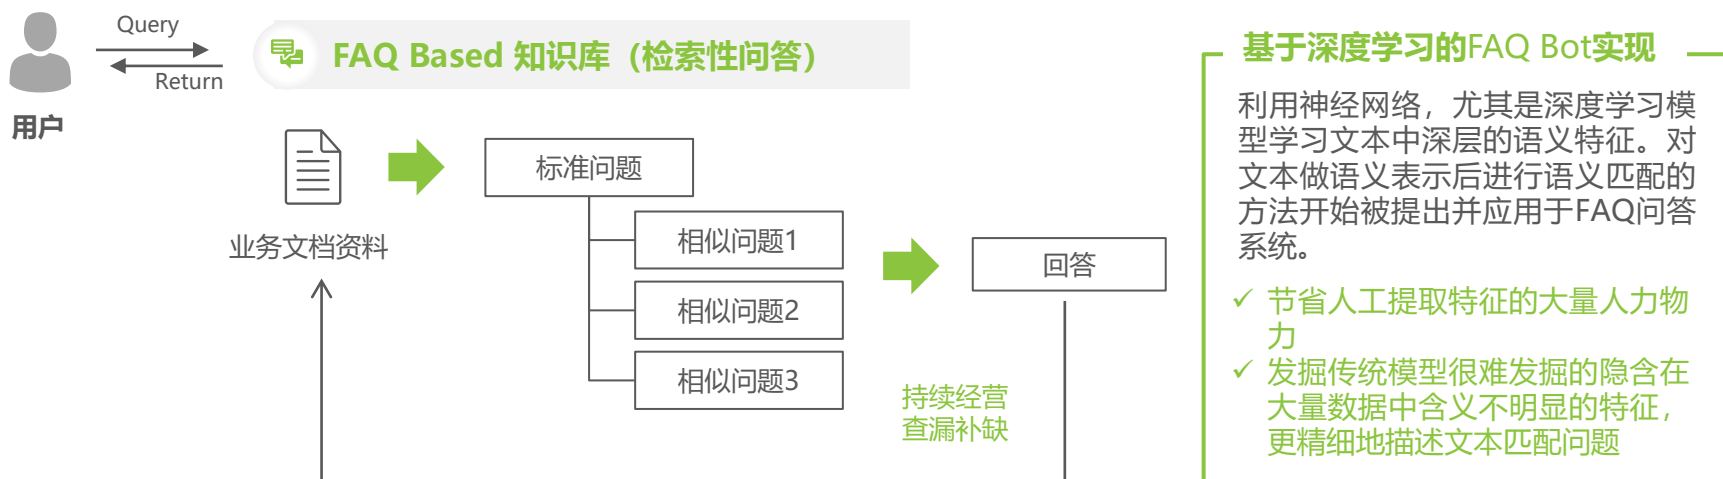 Query
Return
用户
FAQ Based 知识库（检索性问答）
业务文档资料
标准问题
相似问题1
相似问题2
相似问题3
回答
持续经营
查漏补缺
基于深度学习的FAQ Bot实现
利用神经网络，尤其是深度学习模
型学习文本中深层的语义特征。对
文本做语义表示后进行语义匹配的
方法开始被提出并应用于FAQ问答
系统。
✓ 节省人工提取特征的大量人力物
力
✓ 发掘传统模型很难发掘的隐含在
大量数据中含义不明显的特征，
更精细地描述文本匹配问题